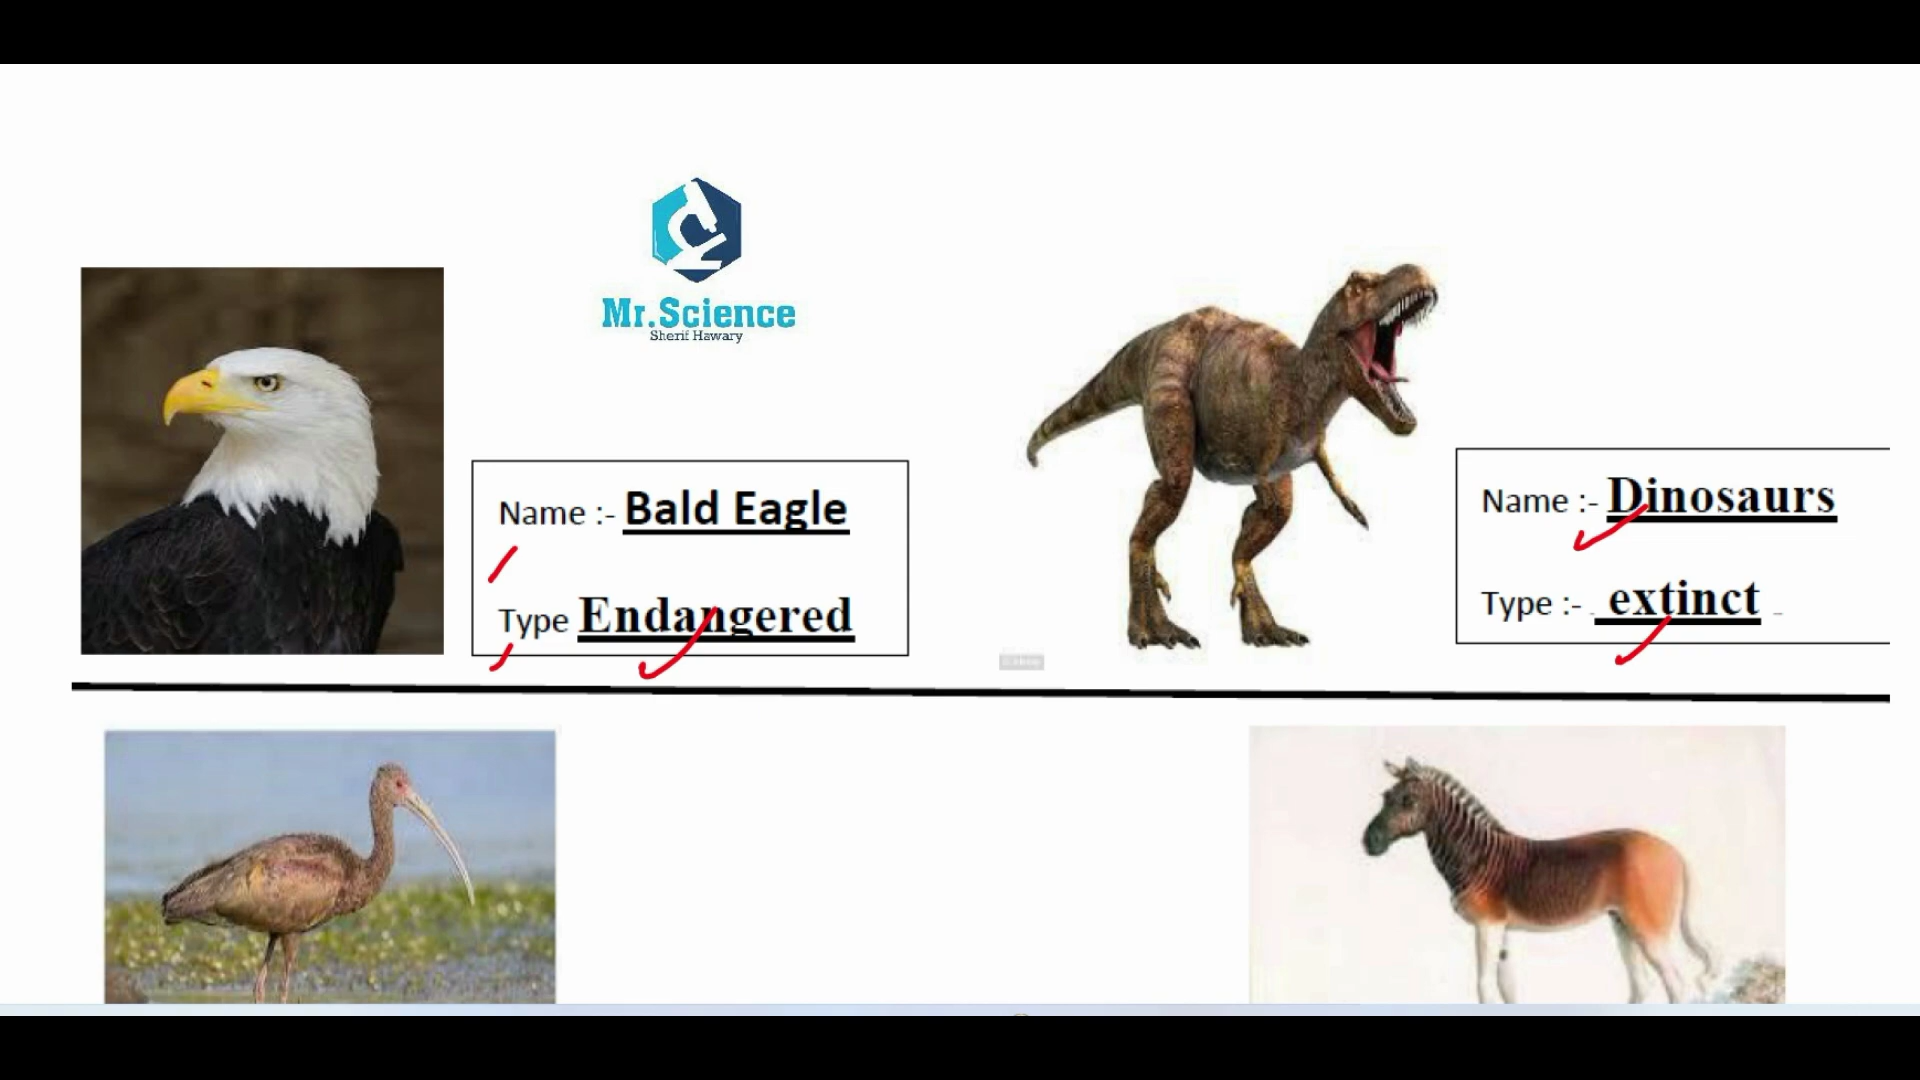 Mr.Science
Sherif Hawary
Name :- Bald Eagle
Type Endangered
Name :- Dinosaurs
Type :- extinct